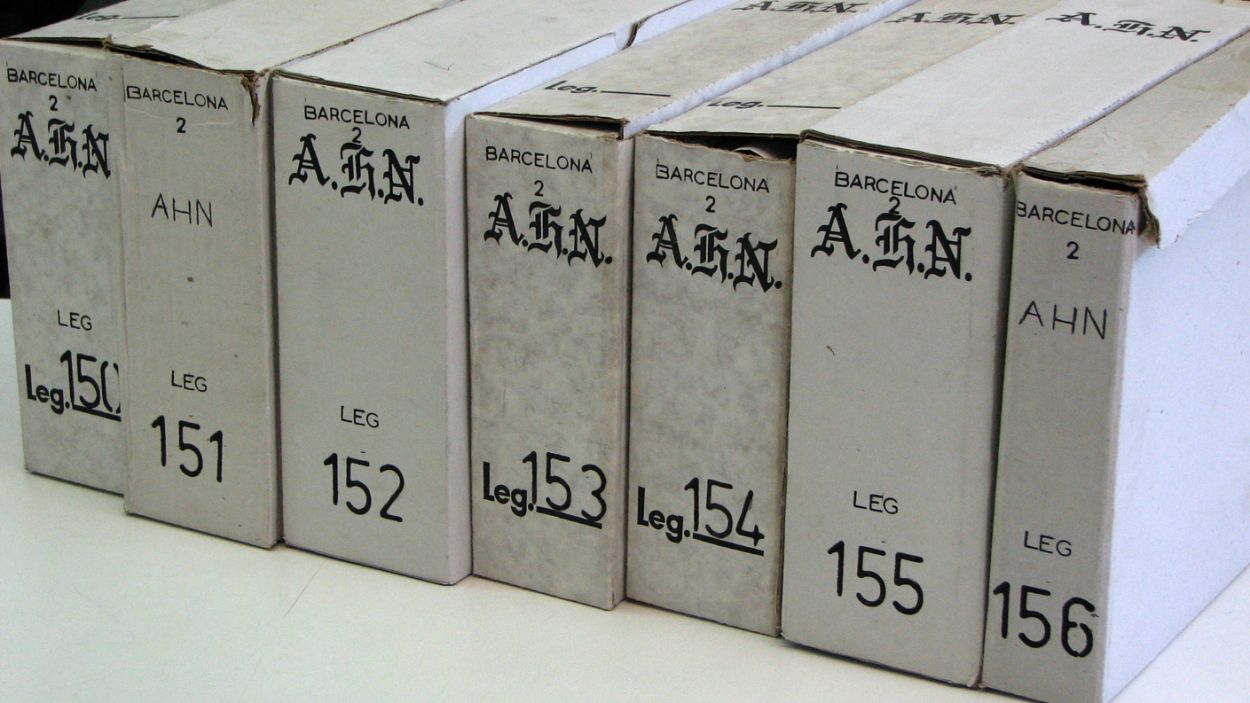 Leg.
A.H.N.
A.H.N.
A.H.N.
Leg.
Leg.
BARCELONA
2
A.H.N
LEG
Leg. 150
BARCELONA
2
AHN
LEG
151
BARCELONA
2
A.H.N.
LEG
152
BARCELONA
2
A.H.N.
Leg. 153
BARCELONA
2
A.H.N.
Leg. 154
BARCELONA
2
A.H.N.
LEG
155
BARCELONA
2
AHN
LEG
156